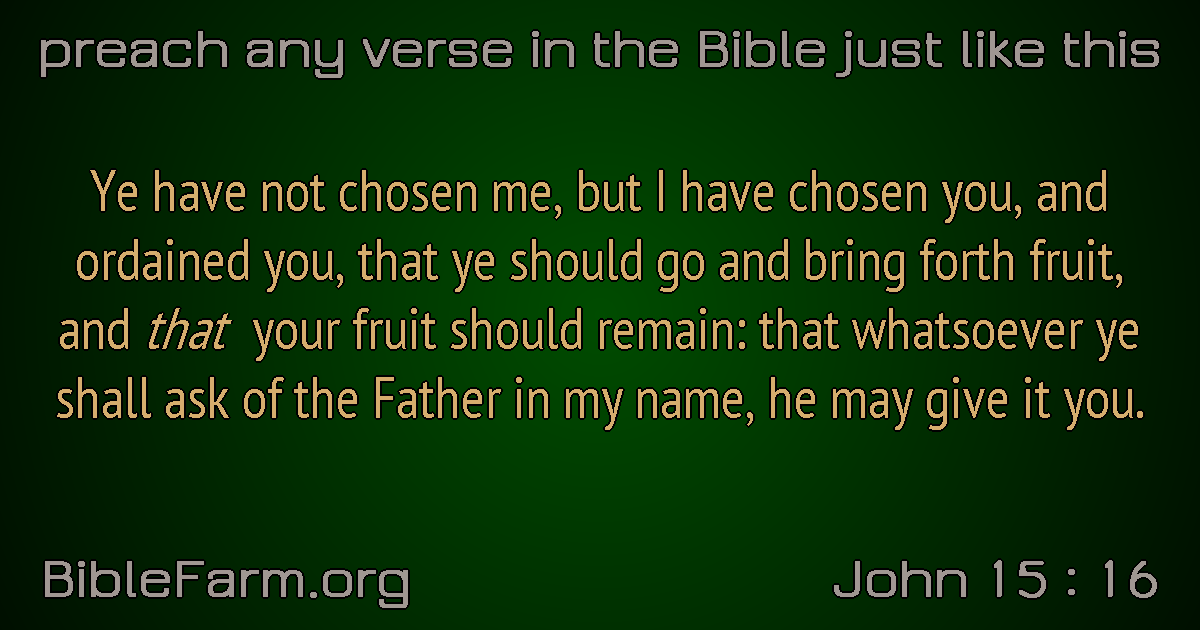 preach any verse in the Bible just like this
Ye have not chosen me, but I have chosen you, and
ordained you, that ye should go and bring forth fruit,
and that your fruit should remain: that whatsoever ye
shall ask of the Father in my name, he may give it you.
BibleFarm.org
John 15 : 16